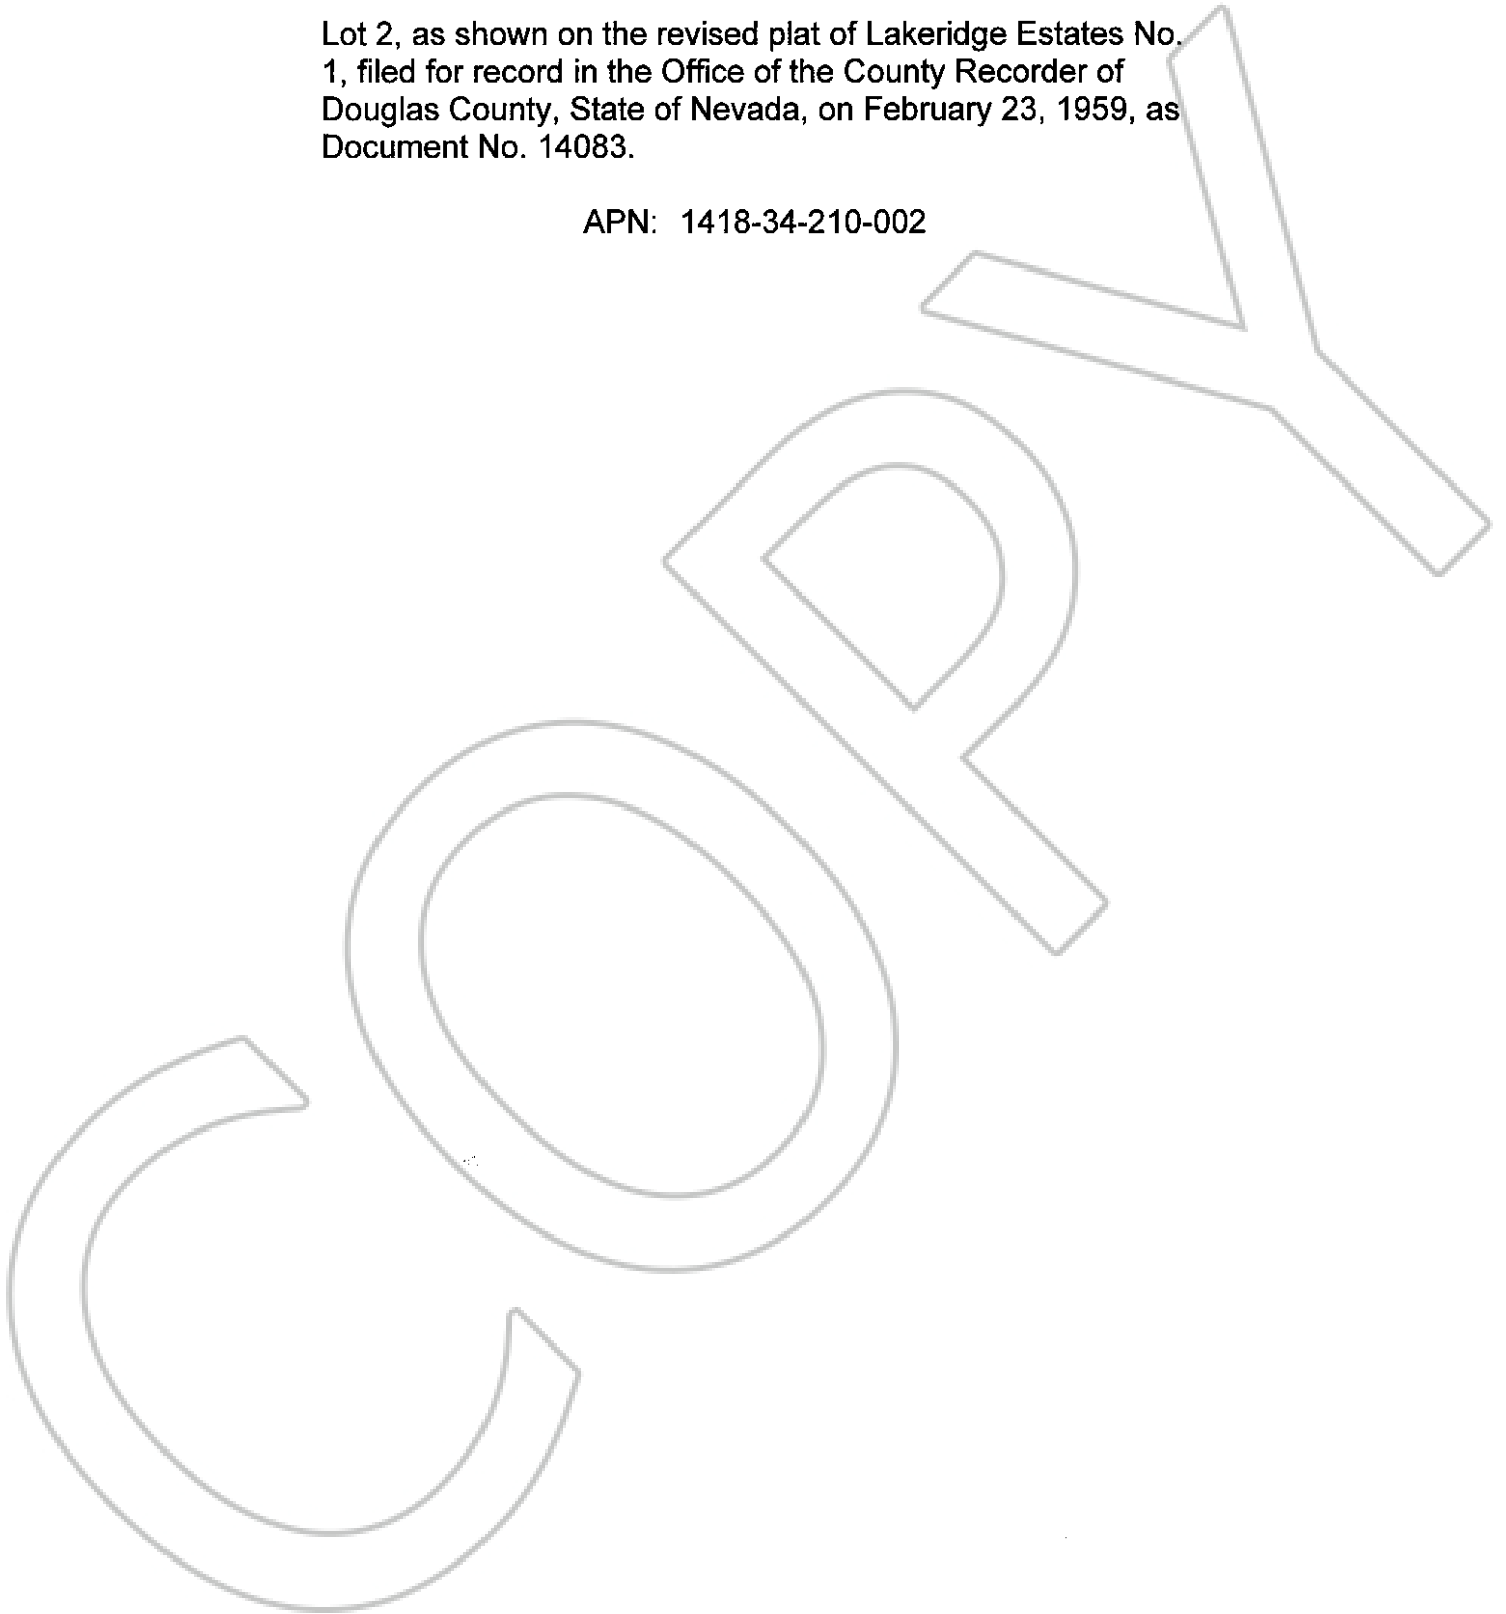 Lot 2, as shown on the revised plat of Lakeridge Estates No.
1, filed for record in the Office of the County Recorder of
Douglas County, State of Nevada, on February 23, 1959, as
Document No. 14083.
APN: 1418-34-210-002
COPY